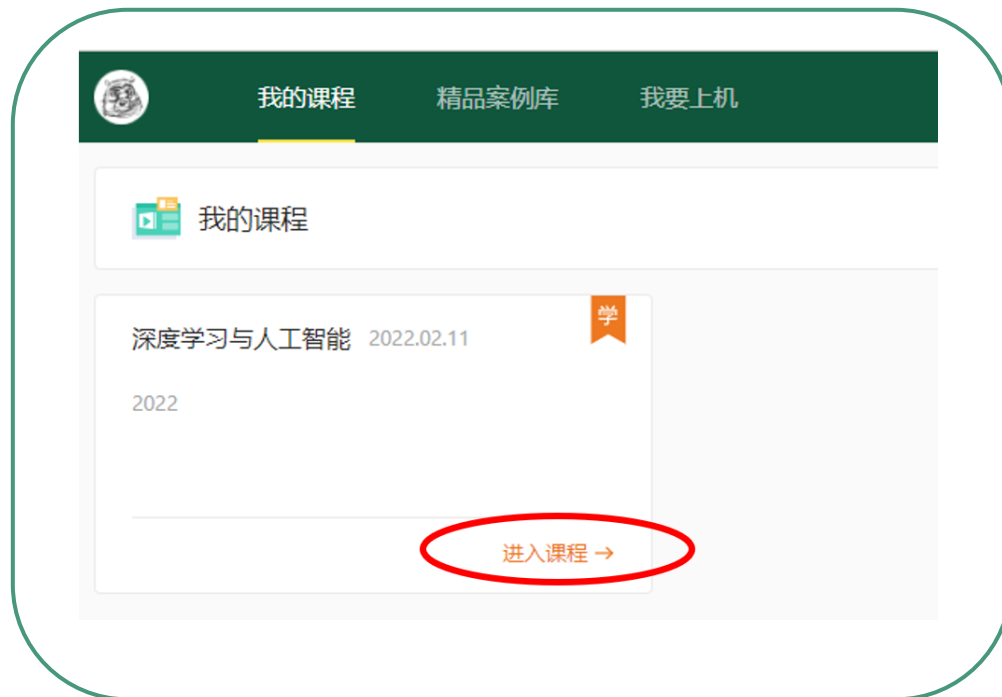 我的课程 精品案例库 我要上机
我的课程
学
深度学习与人工智能 2022.02.11
2022
进入课程 →